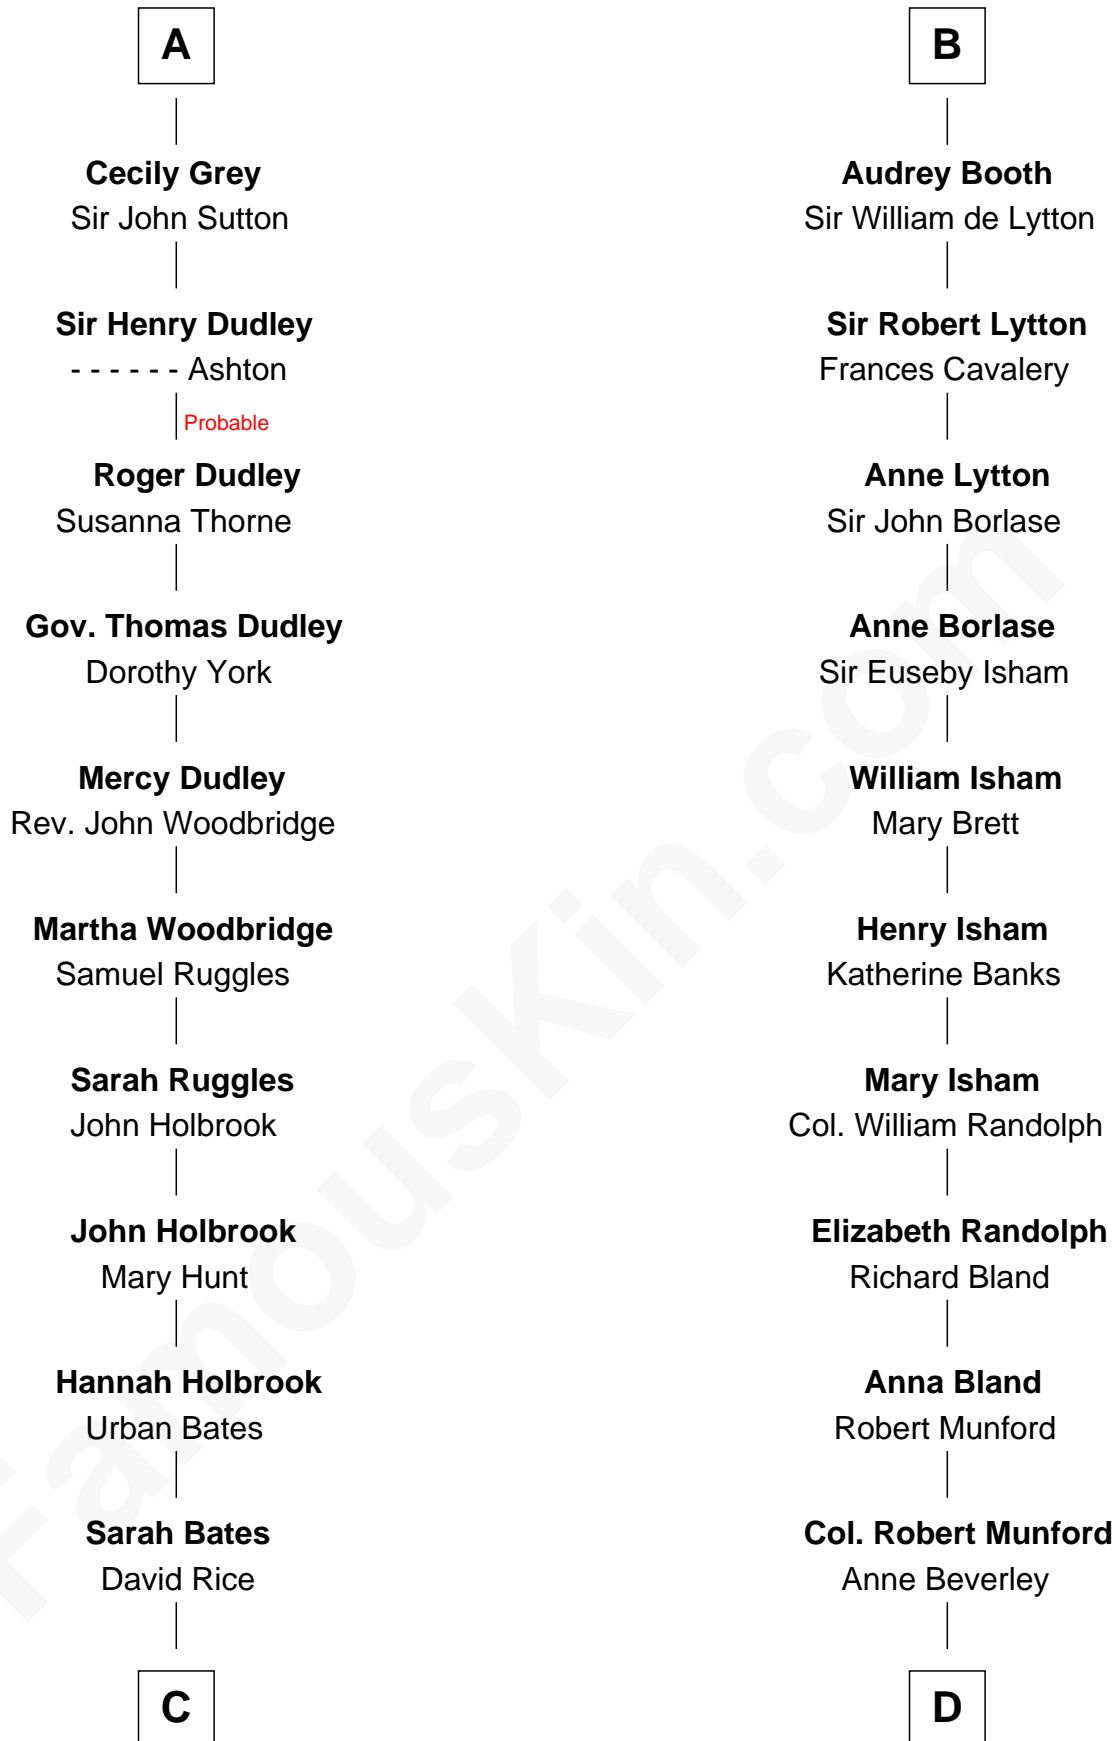 A
Cecily Grey
Sir John Sutton
Sir Henry Dudley
- - - - - - Ashton
Probable
Roger Dudley
Susanna Thorne
Gov. Thomas Dudley
Dorothy York
Mercy Dudley
Rev. John Woodbridge
Martha Woodbridge
Samuel Ruggles
Sarah Ruggles
John Holbrook
John Holbrook
Mary Hunt
Hannah Holbrook
Urban Bates
Sarah Bates
David Rice
C
B
Audrey Booth
Sir William de Lytton
Sir Robert Lytton
Frances Cavalery
Anne Lytton
Sir John Borlase
Anne Borlase
Sir Euseby Isham
William Isham
Mary Brett
Henry Isham
Katherine Banks
Mary Isham
Col. William Randolph
Elizabeth Randolph
Richard Bland
Anna Bland
Robert Munford
Col. Robert Munford
Anne Beverley
D
FamousKin.com